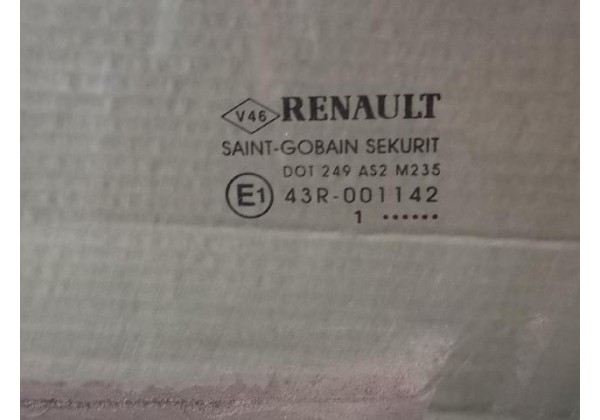 V46 RENAULT
SAINT-GOBAIN SEKURIT
DOT 249 AS2 M235
E1 43R-001142
1 ••••••